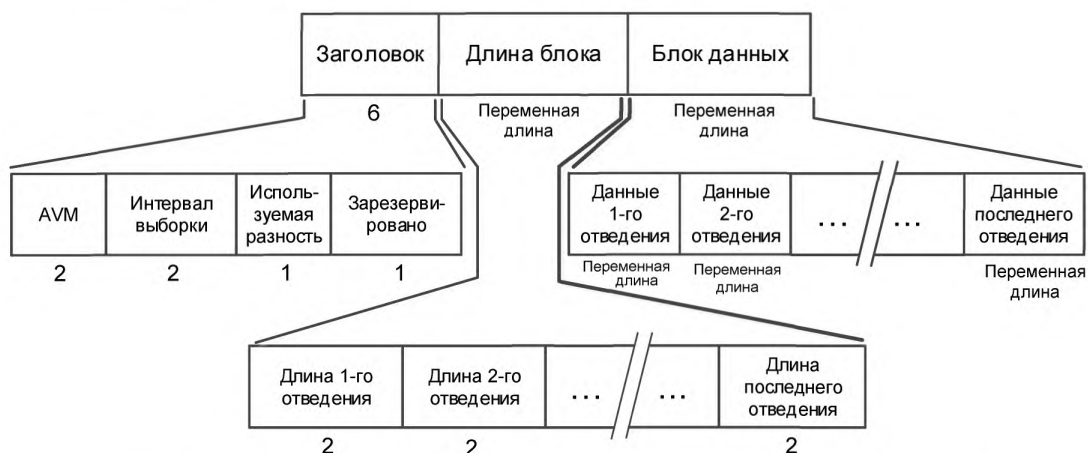 Заголовок
Длина блока
Блок данных
6
Переменная
длина
Переменная
длина
AVM
Интервал
выборки
Исполь-
зуемая
разность
Зарезерви-
ровано
2
2
1
1
Данные
1-го
отведения
Данные
2-го
отведения
... ...
Данные
последнего
отведения
Переменная
длина
Переменная
длина
Переменная
длина
Длина 1-го
отведения
Длина 2-го
отведения
... ...
Длина
последнего
отведения
2
2
2